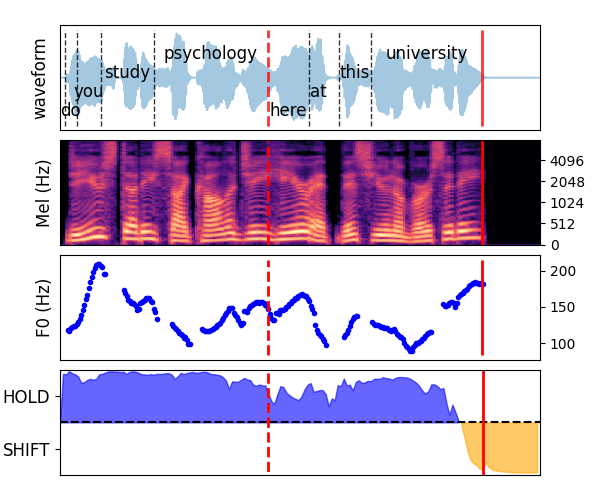 waveform
do
you
study
psychology
here
at
this
university
Mel (Hz)
4096
2048
1024
512
0
F0 (Hz)
200
150
100
HOLD
SHIFT